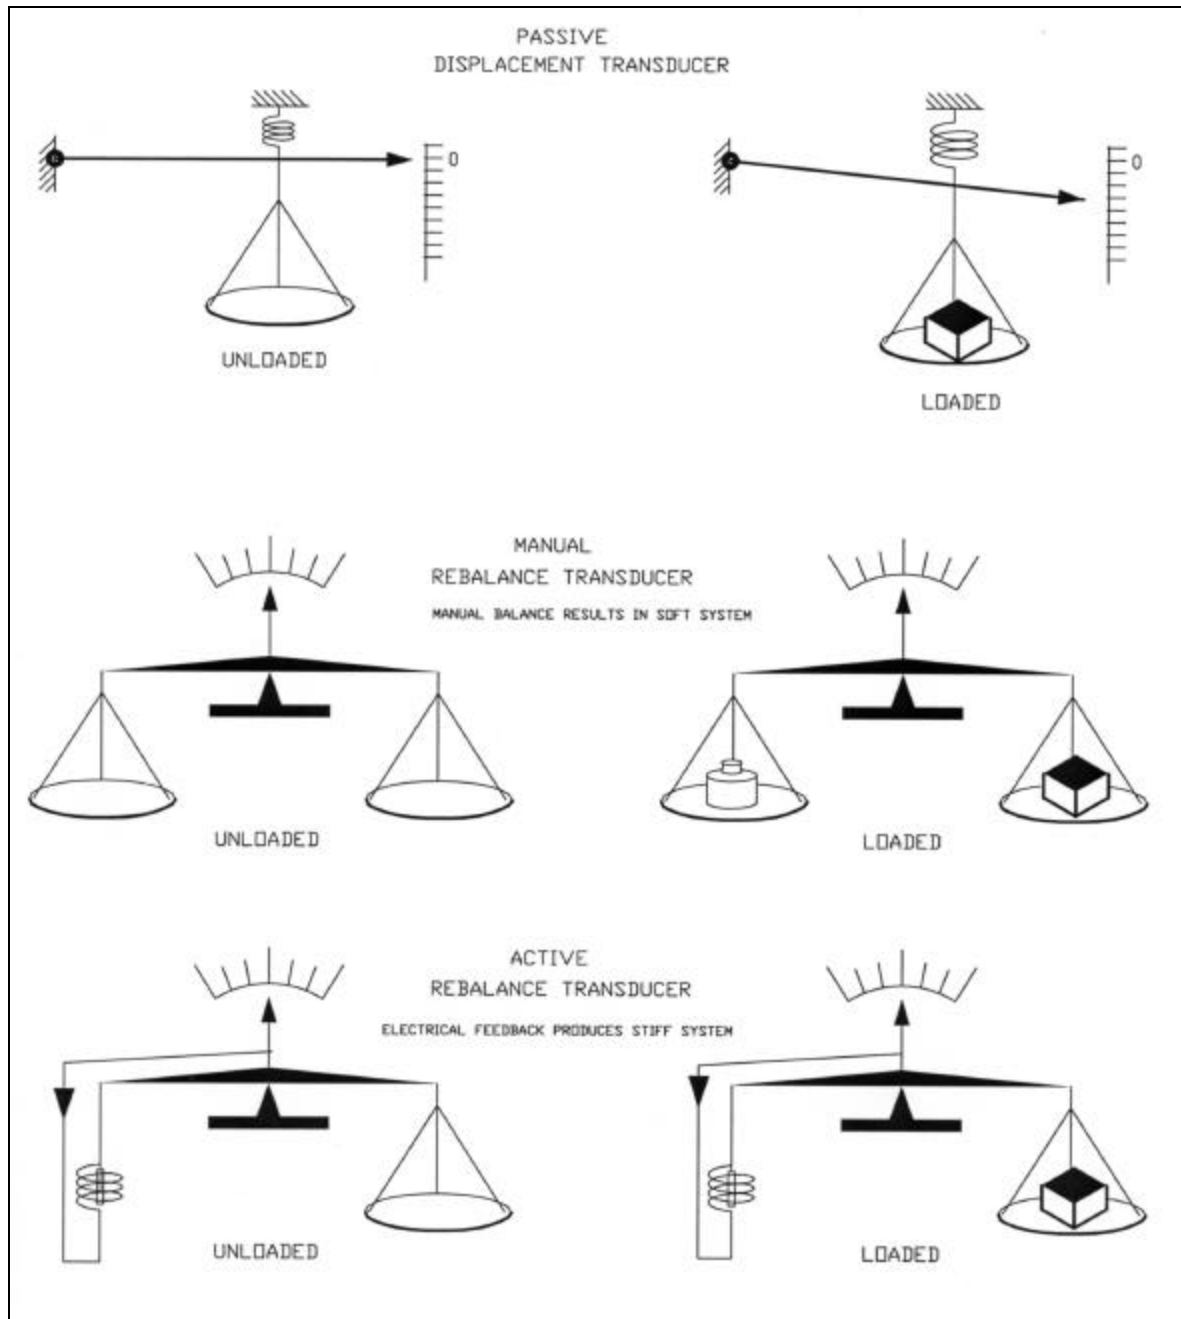 PASSIVE
DISPLACEMENT TRANSDUCER
0
0
UNLOADED
LOADED
MANUAL
REBALANCE TRANSDUCER
MANUAL BALANCE RESULTS IN SOFT SYSTEM
UNLOADED
LOADED
ACTIVE
REBALANCE TRANSDUCER
ELECTRICAL FEEDBACK PRODUCES STIFF SYSTEM
UNLOADED
LOADED